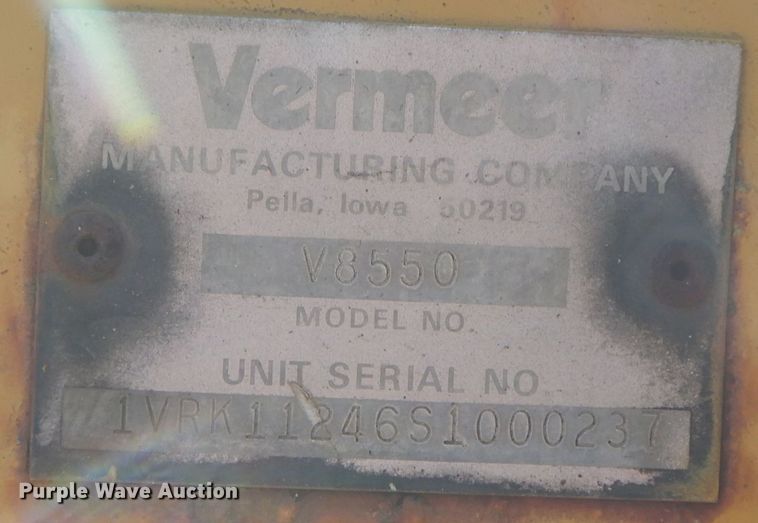 Vermeer
MANUFACTURING COMPANY
Pella, Iowa 50219
V8550
MODEL NO.
UNIT SERIAL NO
1VRK11246S1000237
Purple Wave Auction